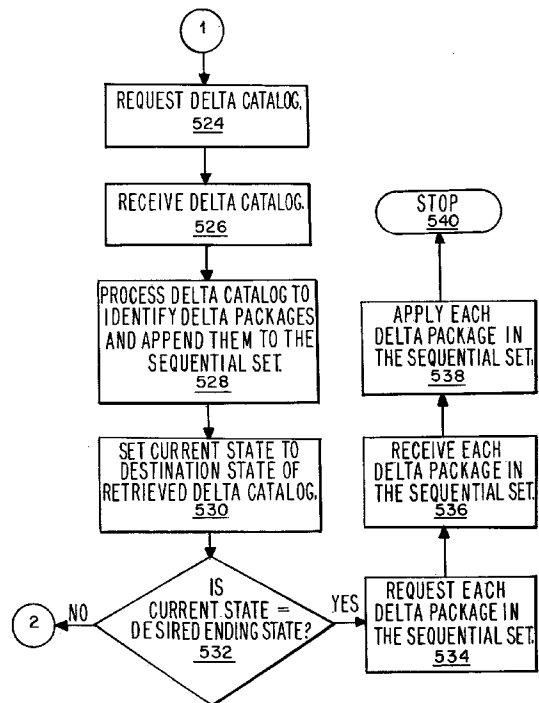 1
REQUEST DELTA CATALOG.
524
RECEIVE DELTA CATALOG.
526
PROCESS DELTA CATALOG TO
IDENTIFY DELTA PACKAGES
AND APPEND THEM TO THE
SEQUENTIAL SET.
528
SET CURRENT STATE TO
DESTINATION STATE OF
RETRIEVED DELTA CATALOG.
530
IS
CURRENT STATE =
DESIRED ENDING STATE?
532
NO
2
YES
REQUEST EACH
DELTA PACKAGE IN
THE SEQUENTIAL SET.
534
RECEIVE EACH
DELTA PACKAGE IN
THE SEQUENTIAL SET.
536
APPLY EACH
DELTA PACKAGE IN
THE SEQUENTIAL SET.
538
STOP
540